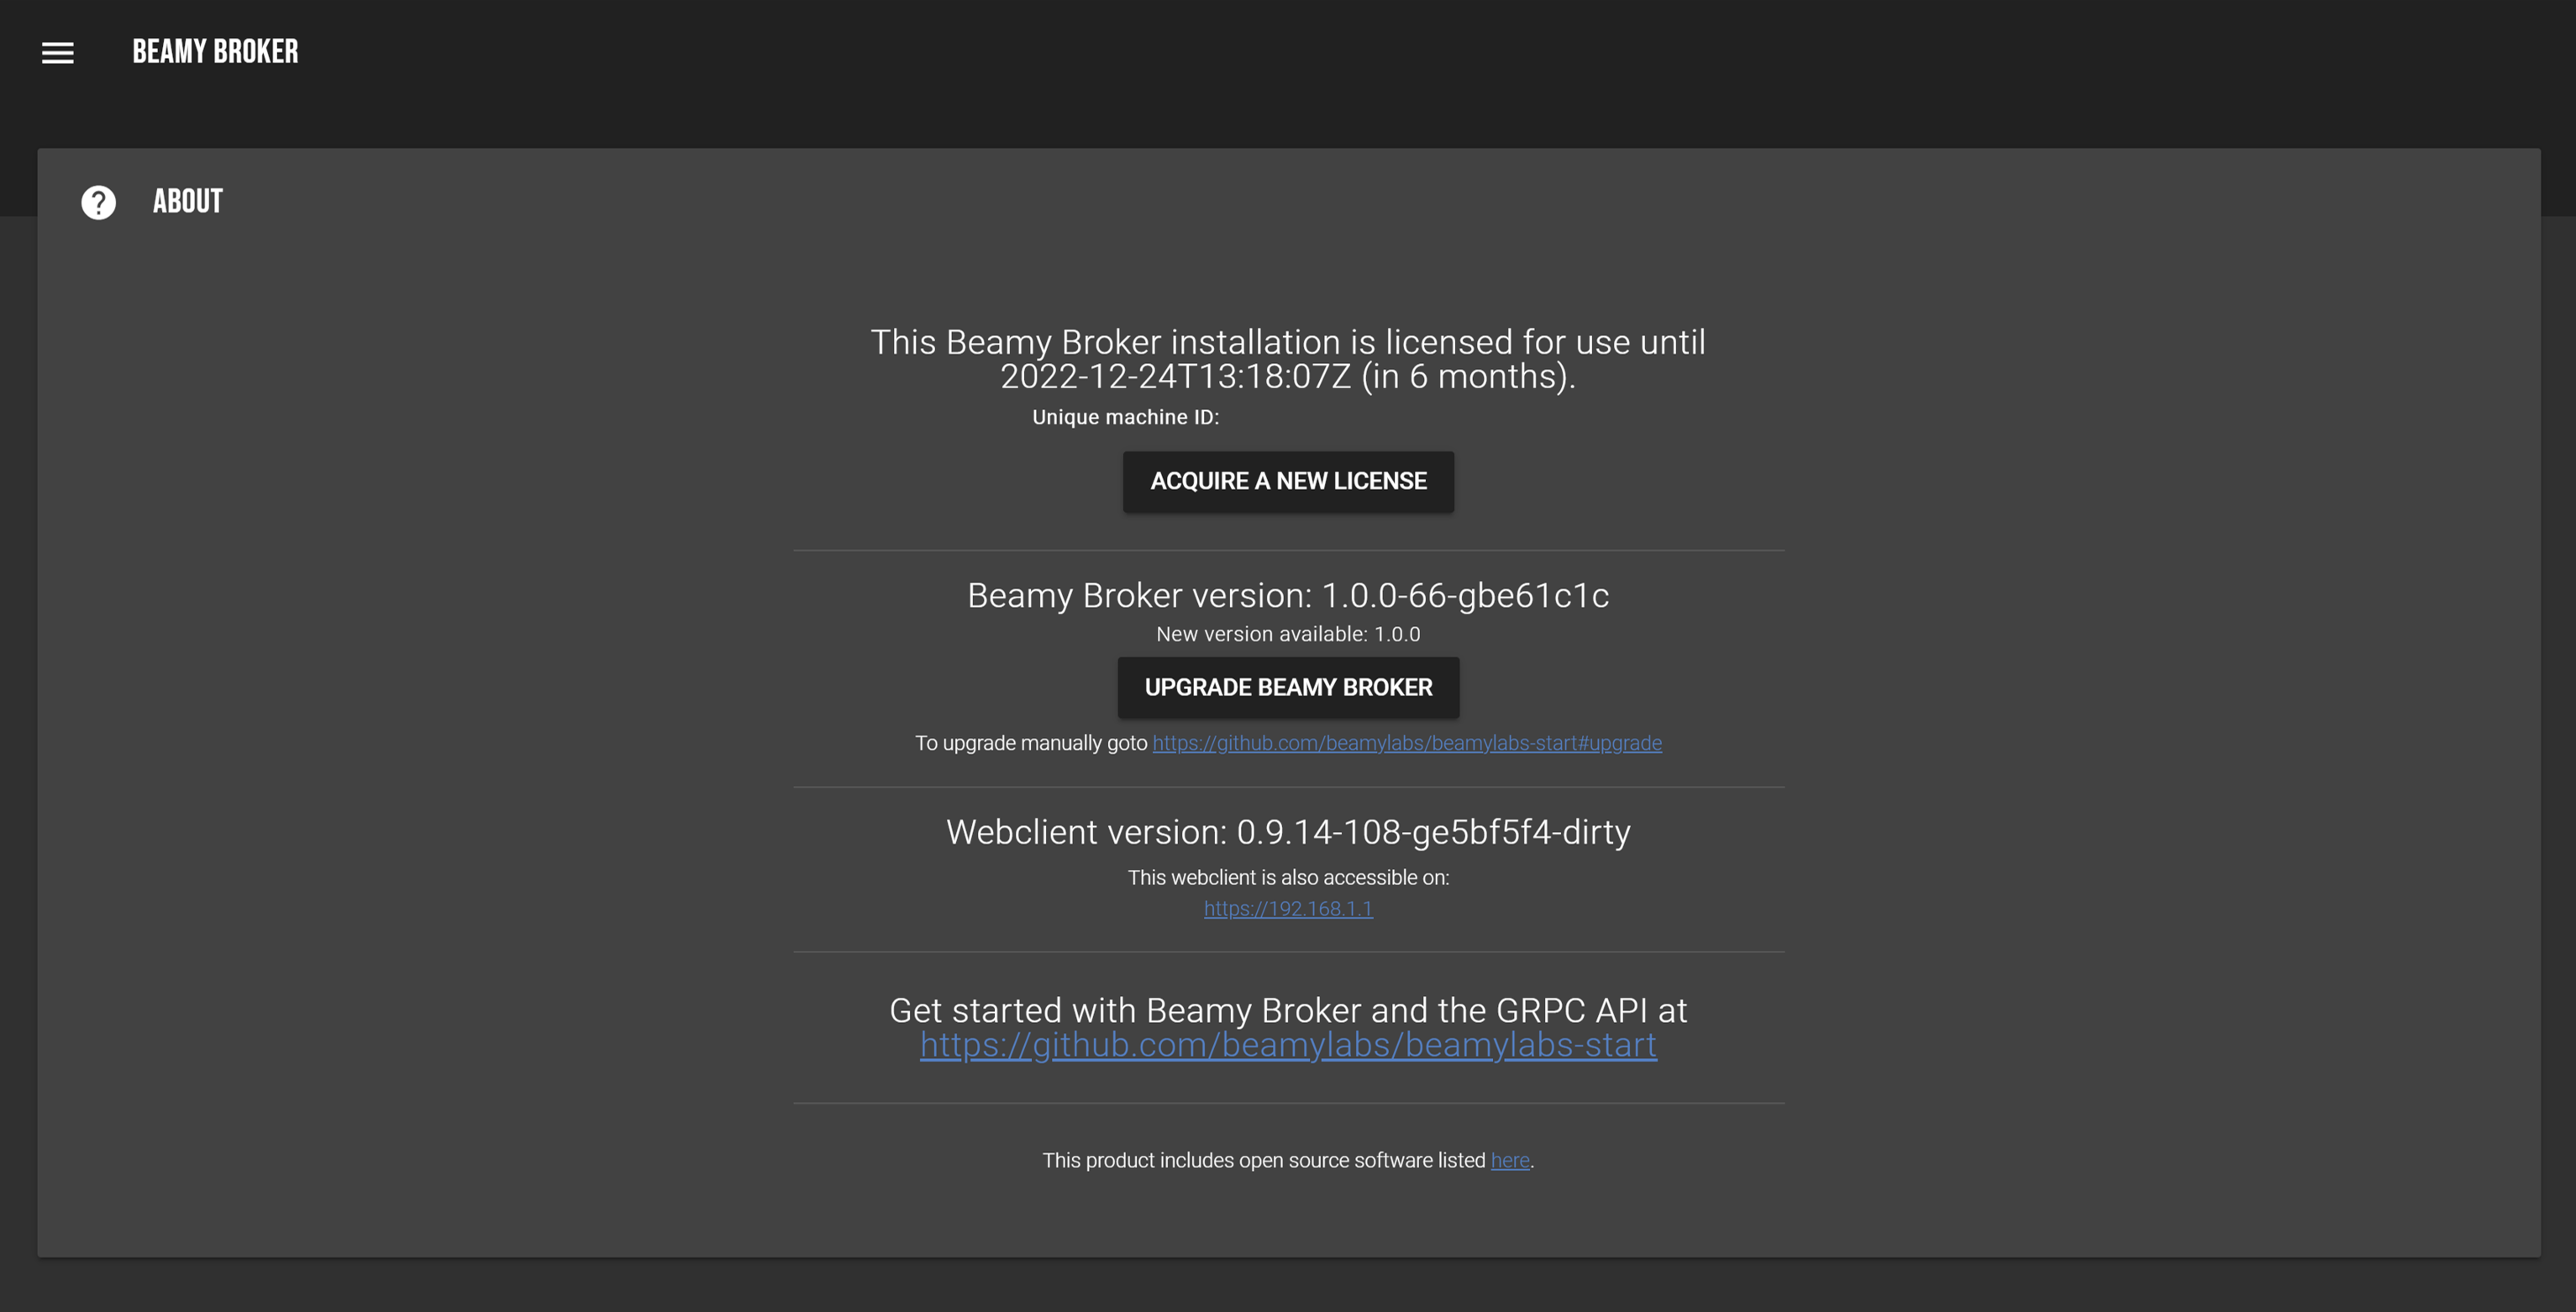 BEAMY BROKER
ABOUT
This Beamy Broker installation is licensed for use until
2022-12-24T13:18:07Z (in 6 months).
Unique machine ID:
ACQUIRE A NEW LICENSE
Beamy Broker version: 1.0.0-66-gbe61c1c
New version available: 1.0.0
UPGRADE BEAMY BROKER
To upgrade manually goto https://github.com/beamylabs/beamylabs-start#upgrade
Webclient version: 0.9.14-108-ge5bf5f4-dirty
This webclient is also accessible on:
https://192.168.1.1
Get started with Beamy Broker and the GRPC API at
https://github.com/beamylabs/beamylabs-start
This product includes open source software listed here.